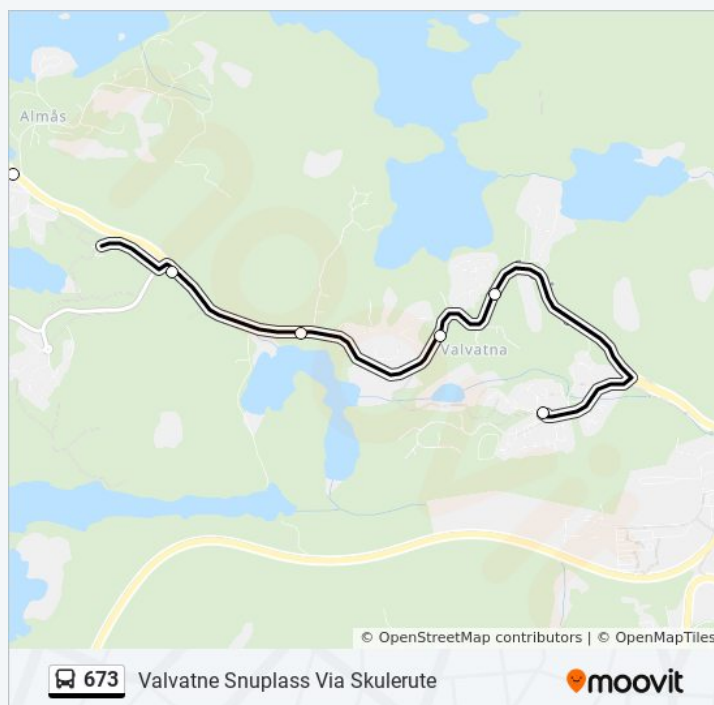 Almås
Valvatna
© OpenStreetMap contributors | © OpenMapTiles
673 Valvatne Snuplass Via Skulerute
moovit